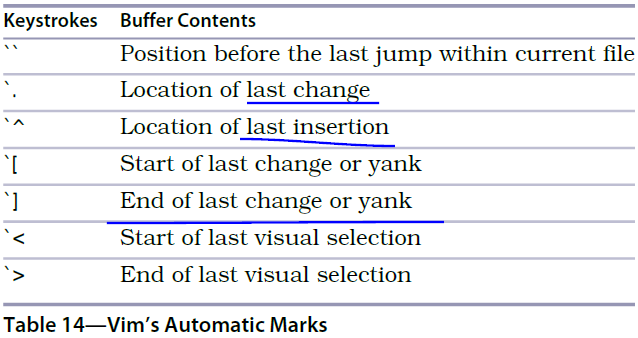 Keystrokes Buffer Contents
`` Position before the last jump within current file
`. Location of last change
`^ Location of last insertion
`[ Start of last change or yank
`] End of last change or yank
`< Start of last visual selection
`> End of last visual selection
Table 14—Vim's Automatic Marks